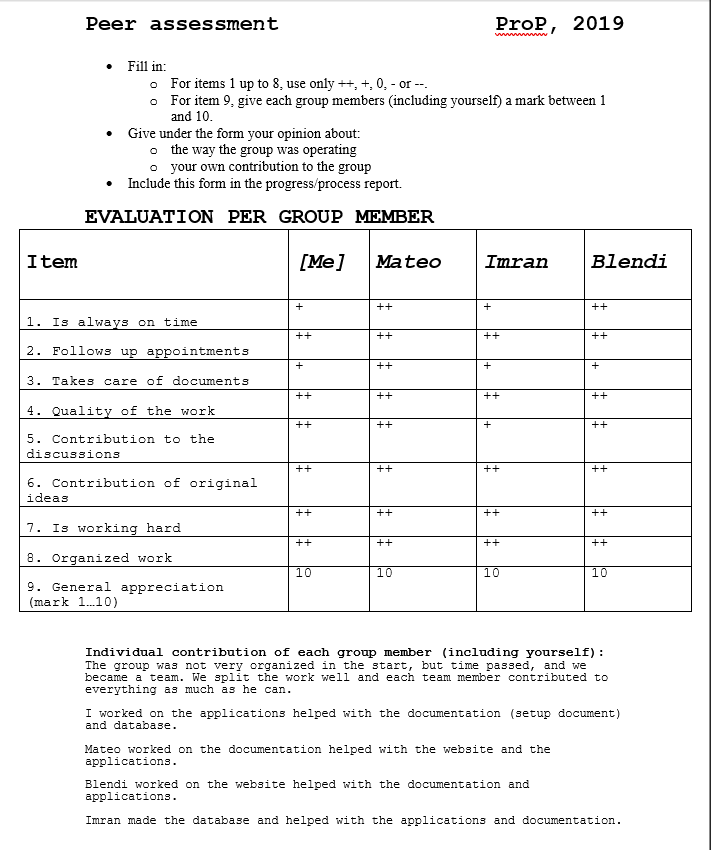 Peer assessment ProP, 2019
• Fill in:
o For items 1 up to 8, use only ++, +, 0, - or --.
o For item 9, give each group members (including yourself) a mark between 1
and 10.
• Give under the form your opinion about:
o the way the group was operating
o your own contribution to the group
• Include this form in the progress/process report.
EVALUATION PER GROUP MEMBER
Item [Me] Mateo Imran Blendi
1. Is always on time + ++ + ++
2. Follows up appointments ++ ++ ++ ++
3. Takes care of documents + ++ + +
4. Quality of the work ++ ++ ++ ++
5. Contribution to the ++ ++ + ++
discussions
6. Contribution of original ++ ++ ++ ++
ideas
7. Is working hard ++ ++ ++ ++
8. Organized work ++ ++ ++ ++
9. General appreciation 10 10 10 10
(mark 1…10)
Individual contribution of each group member (including yourself):
The group was not very organized in the start, but time passed, and we
became a team. We split the work well and each team member contributed to
everything as much as he can.
I worked on the applications helped with the documentation (setup document)
and database.
Mateo worked on the documentation helped with the website and the
applications.
Blendi worked on the website helped with the documentation and
applications.
Imran made the database and helped with the applications and documentation.